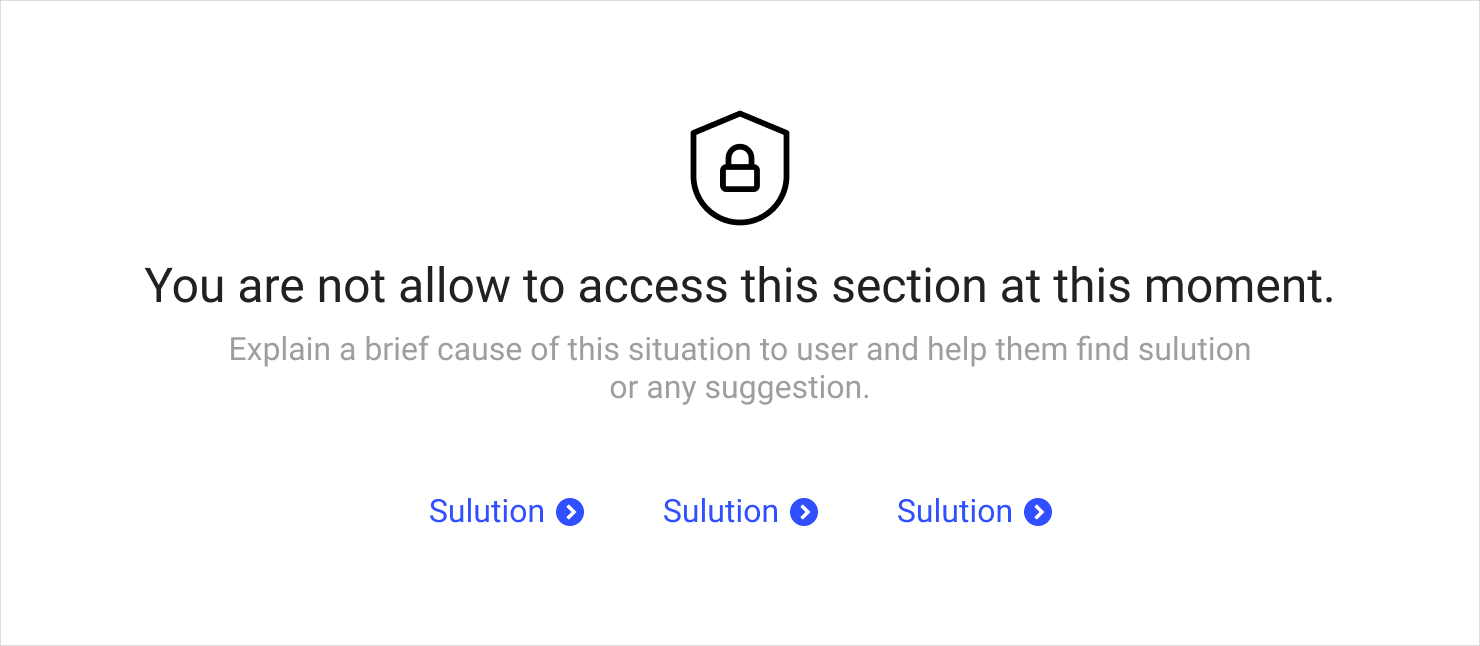 You are not allow to access this section at this moment.
Explain a brief cause of this situation to user and help them find sulution
or any suggestion.
Sulution Sulution Sulution